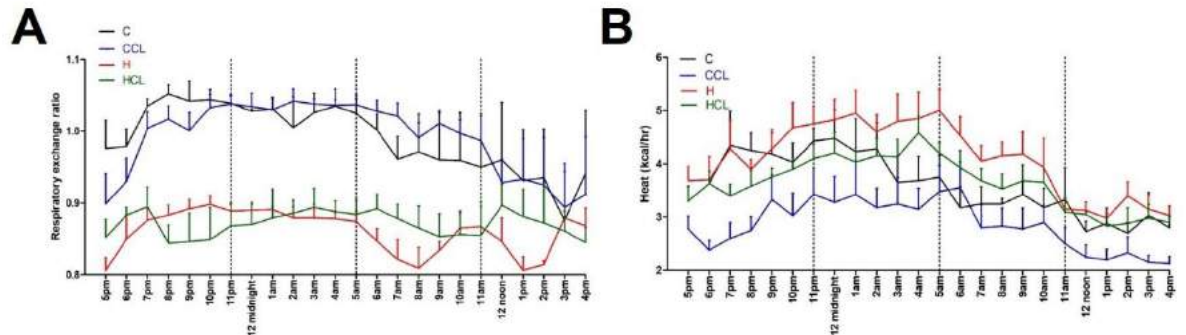 A
C
CCL
H
HCL
Respiratory exchange ratio
1.1
1.0
0.9
0.8
5pm
6pm
7pm
8pm
9pm
10pm
11pm
12 midnight
1am
2am
3am
4am
5am
6am
7am
8am
9am
10am
11am
12 noon
1pm
2pm
3pm
4pm
B
C
CCL
H
HCL
Heat (kcal/hr)
6
5
4
3
2
5pm
6pm
7pm
8pm
9pm
10pm
11pm
12 midnight
1am
2am
3am
4am
5am
6am
7am
8am
9am
10am
11am
12 noon
1pm
2pm
3pm
4pm